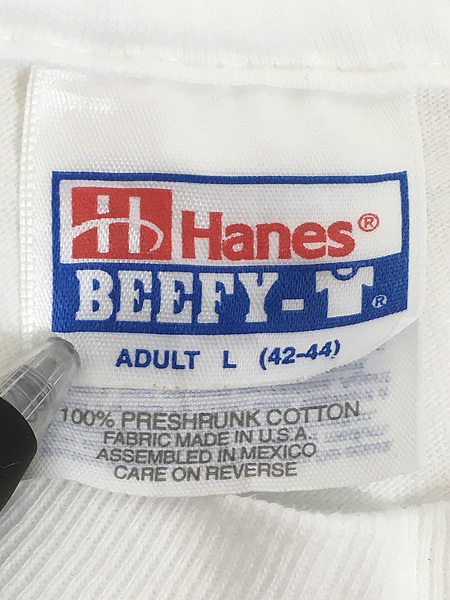 H Hanes®
BEEFY-T®
ADULT L (42-44)
100% PRESHRUNK COTTON
FABRIC MADE IN U.S.A.
ASSEMBLED IN MEXICO
CARE ON REVERSE